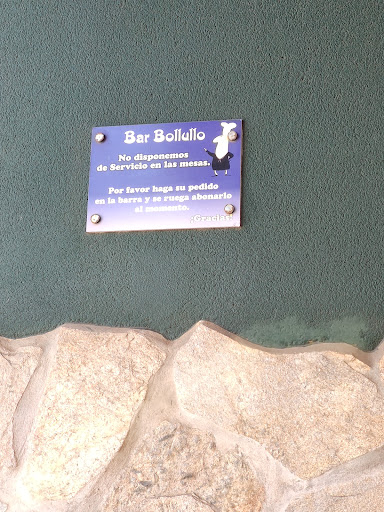 Bar Bollullo
No disponemos
de Servicio en las mesas.
Por favor haga su pedido
en la barra y se ruega abonarlo
al momento.
¡Gracias!